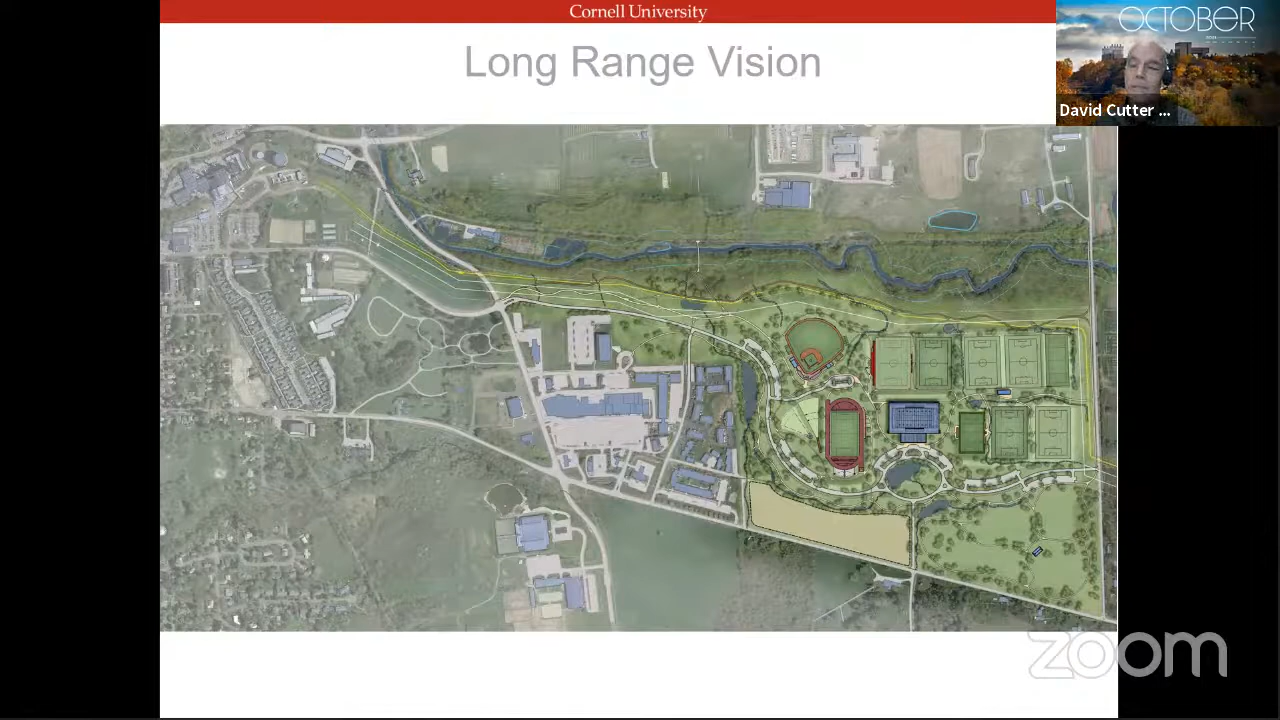 Cornell University
Long Range Vision
OCTOBER
David Cutter ...
zoom